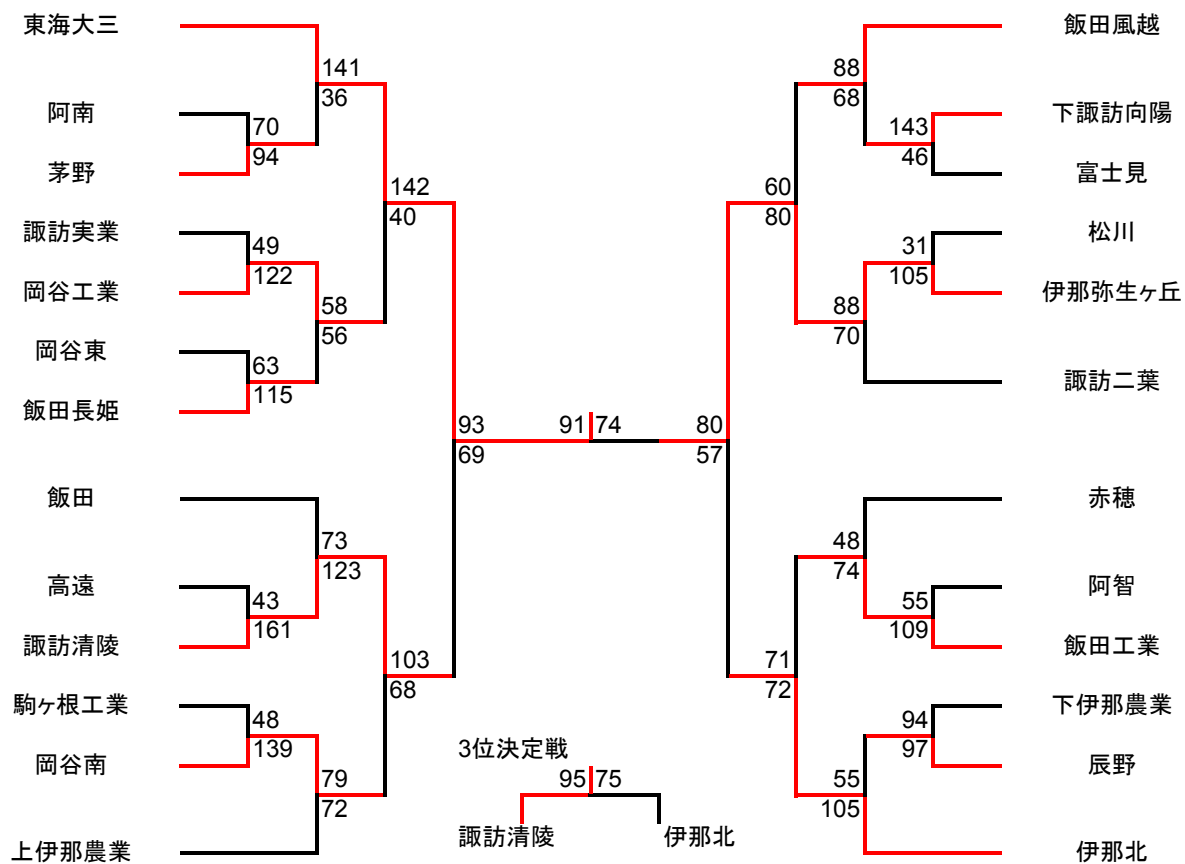 東海大三
141
36
阿南
70
94
茅野
142
40
諏訪実業
49
122
岡谷工業
58
56
岡谷東
63
115
飯田長姫
93
69
飯田
73
123
高遠
43
161
諏訪清陵
103
68
駒ヶ根工業
48
139
岡谷南
79
72
上伊那農業
91 74
飯田風越
88
68
下諏訪向陽
143
46
富士見
60
80
松川
31
105
伊那弥生ヶ丘
88
70
諏訪二葉
80
57
赤穂
48
74
阿智
55
109
飯田工業
71
72
下伊那農業
94
97
辰野
55
105
伊那北
3位決定戦
95 75
諏訪清陵 伊那北